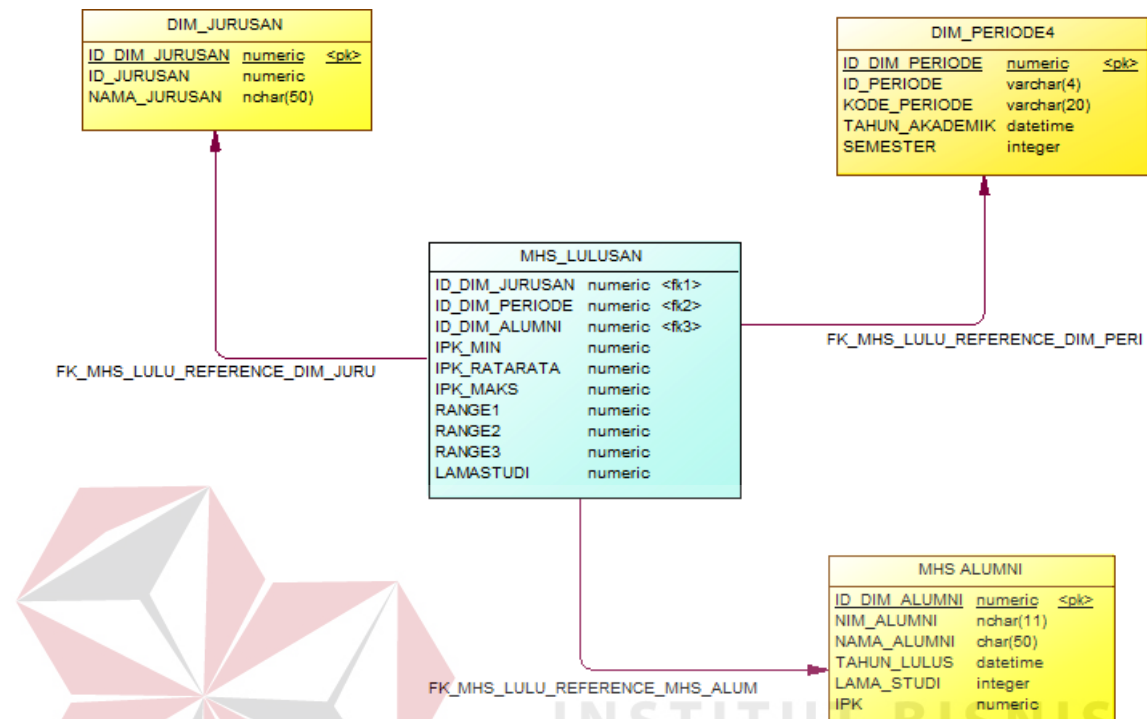 DIM_JURUSAN
ID_DIM_JURUSAN numeric <pk>
ID_JURUSAN numeric
NAMA_JURUSAN nchar(50)
DIM_PERIODE4
ID_DIM_PERIODE numeric <pk>
ID_PERIODE varchar(4)
KODE_PERIODE varchar(20)
TAHUN_AKADEMIK datetime
SEMESTER integer
MHS_LULUSAN
ID_DIM_JURUSAN numeric <fk1>
ID_DIM_PERIODE numeric <fk2>
ID_DIM_ALUMNI numeric <fk3>
IPK_MIN numeric
IPK_RATARATA numeric
IPK_MAKS numeric
RANGE1 numeric
RANGE2 numeric
RANGE3 numeric
LAMASTUDI numeric
FK_MHS_LULU_REFERENCE_DIM_JURU
FK_MHS_LULU_REFERENCE_DIM_PERI
FK_MHS_LULU_REFERENCE_MHS_ALUM
MHS ALUMNI
ID_DIM_ALUMNI numeric <pk>
NIM_ALUMNI nchar(11)
NAMA_ALUMNI char(50)
TAHUN_LULUS datetime
LAMA_STUDI integer
IPK numeric
INSTITUT BISNIS